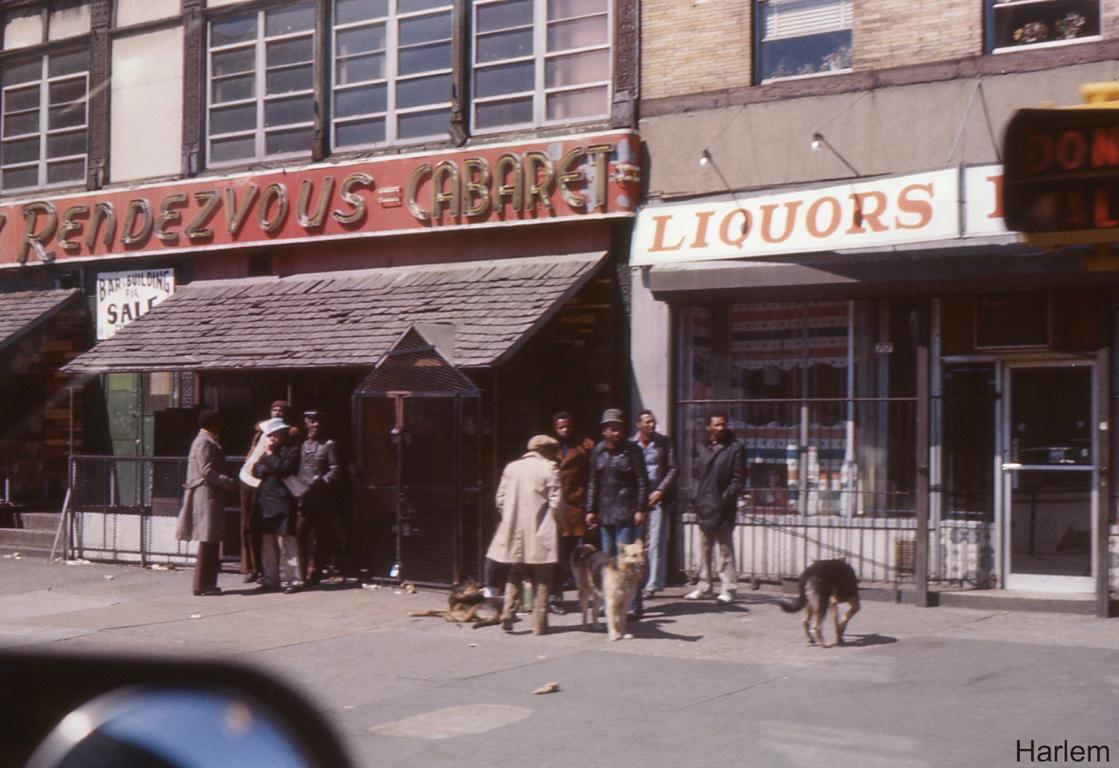 RENDEZVOUS = CABARET
BAR & BUILDING
FOR
SALE
LIQUORS
DON
Harlem